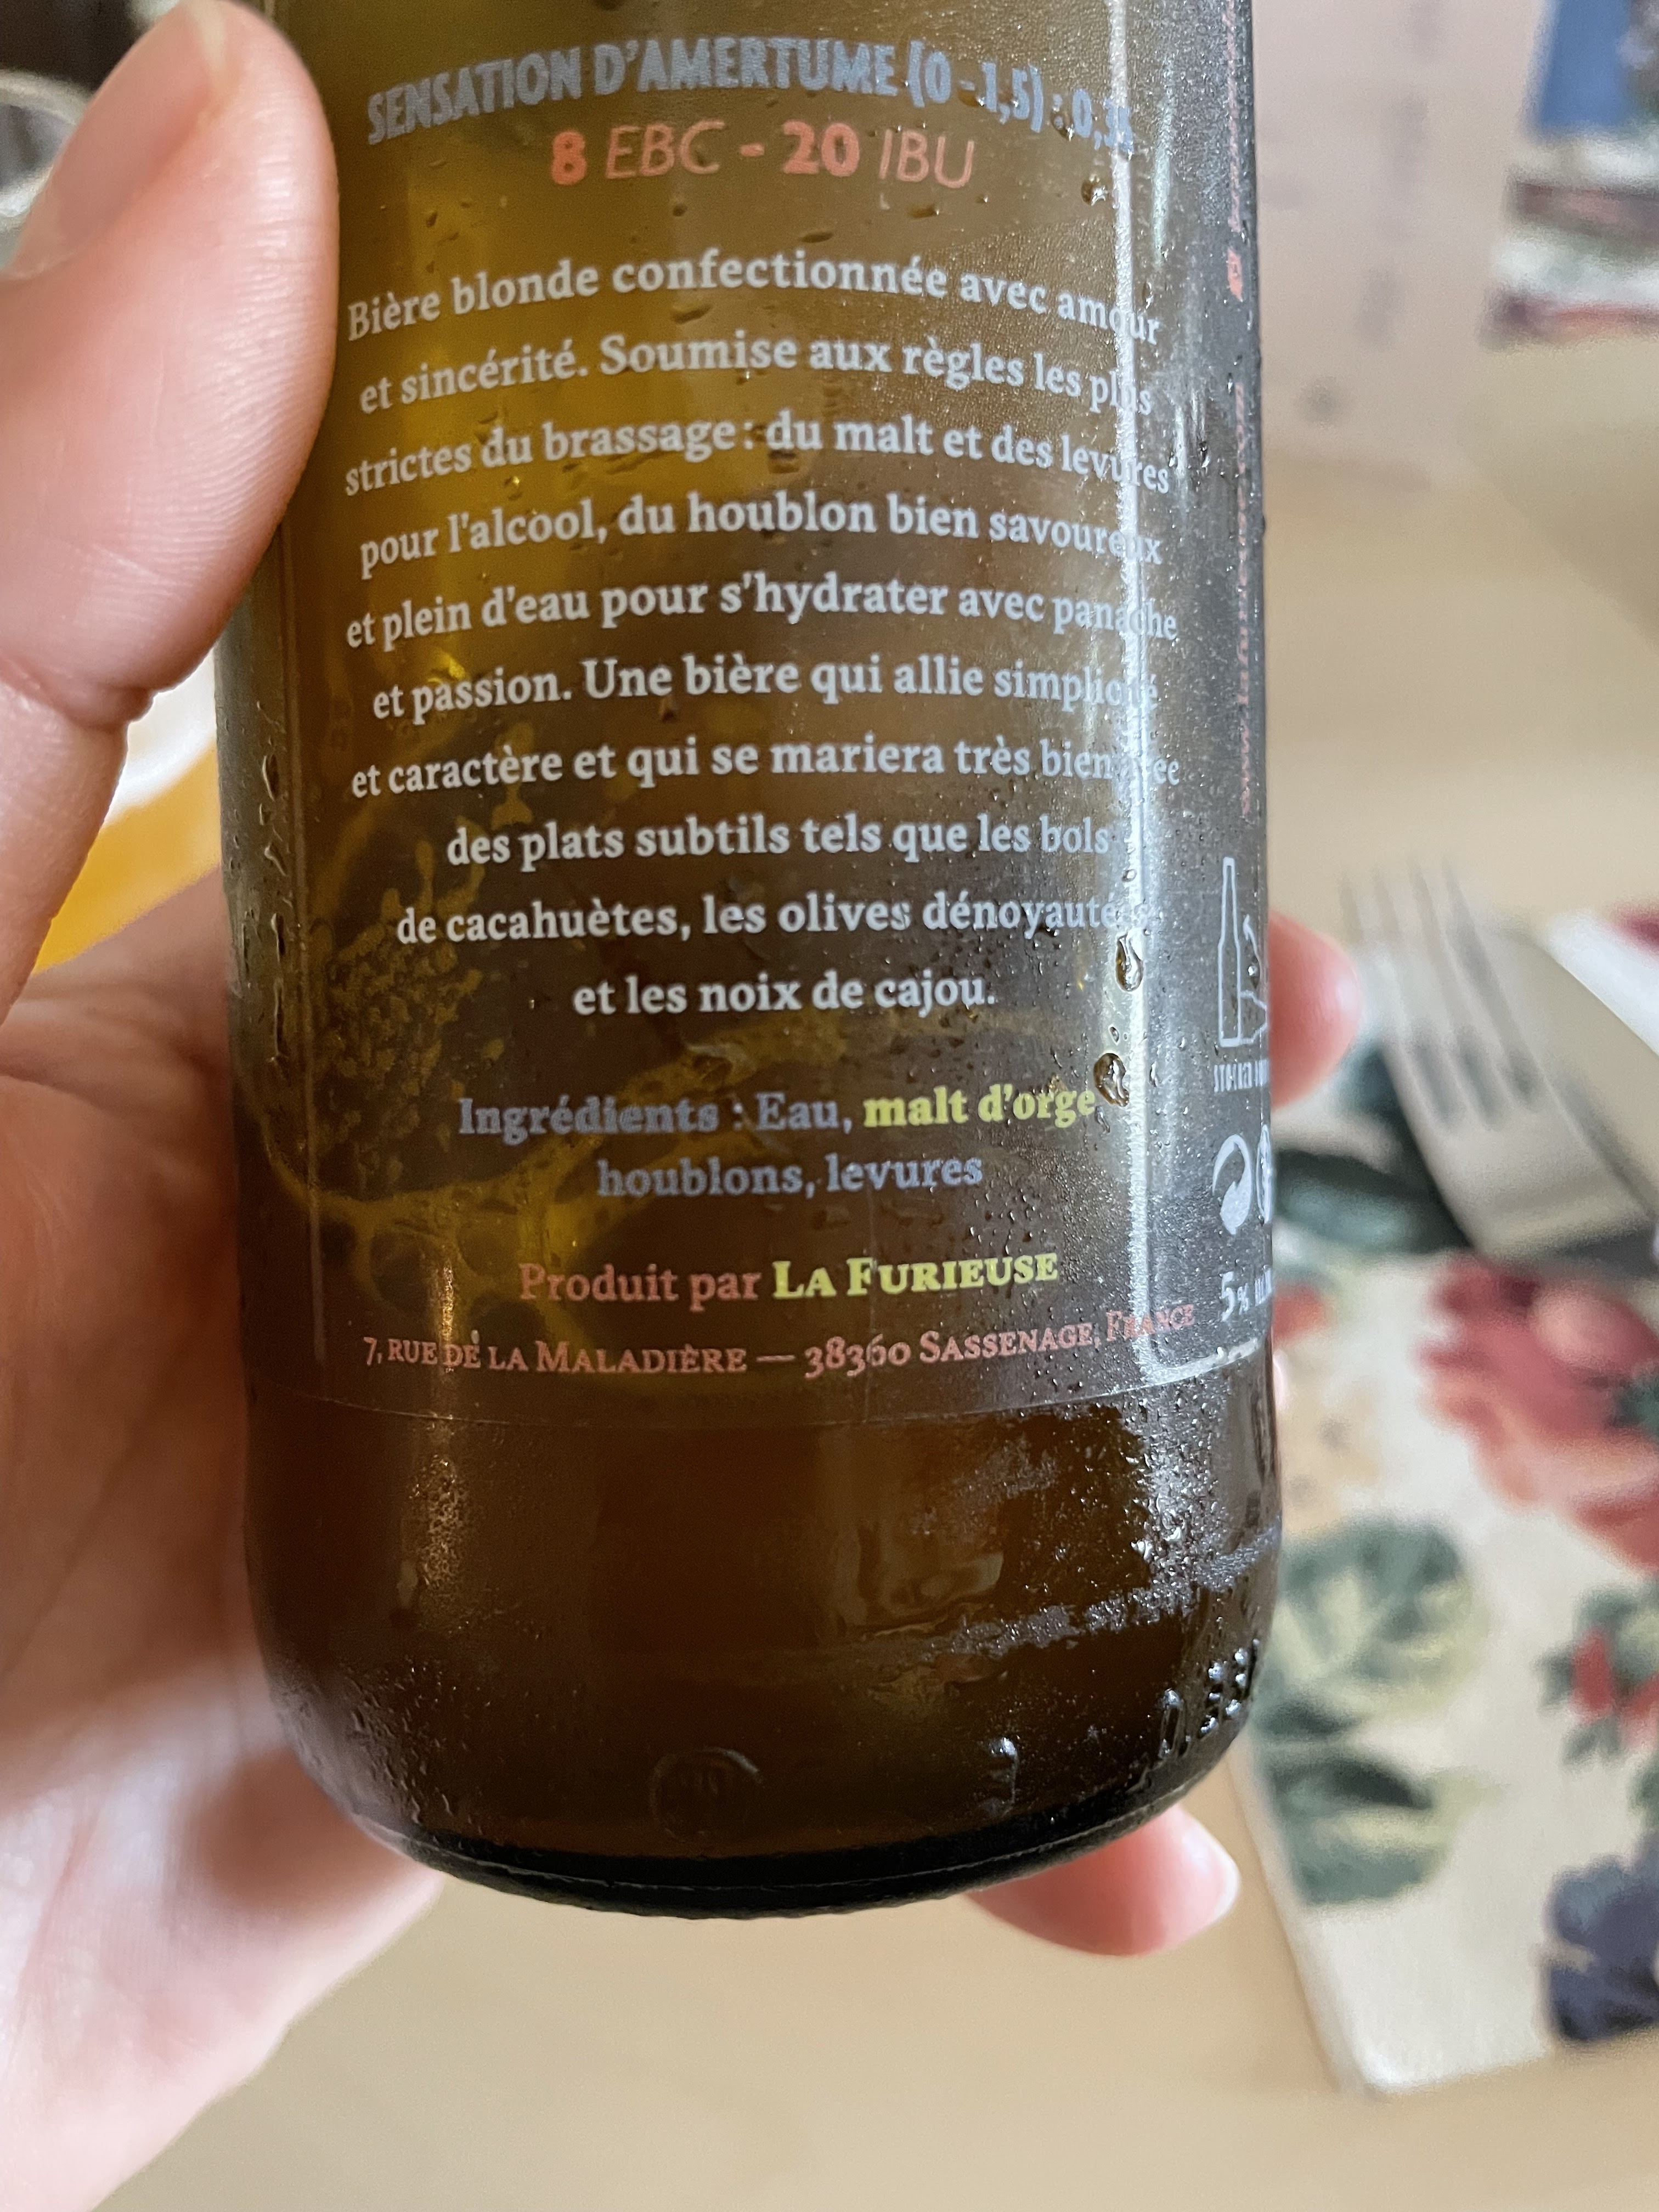 SENSATION D'AMERTUME (0 - 1,5) : 0,35
8 EBC - 20 IBU
Bière blonde confectionnée avec amour
et sincérité. Soumise aux règles les plus
strictes du brassage : du malt et des levures
pour l'alcool, du houblon bien savoureux
et plein d'eau pour s'hydrater avec panache
et passion. Une bière qui allie simplicité
et caractère et qui se mariera très bien
des plats subtils tels que les bols
de cacahuètes, les olives dénoyautées
et les noix de cajou.
Ingrédients : Eau, malt d'orge
houblons, levures
Produit par LA FURIEUSE
7, RUE DE LA MALADIÈRE — 38360 SASSENAGE, FRANCE
5%